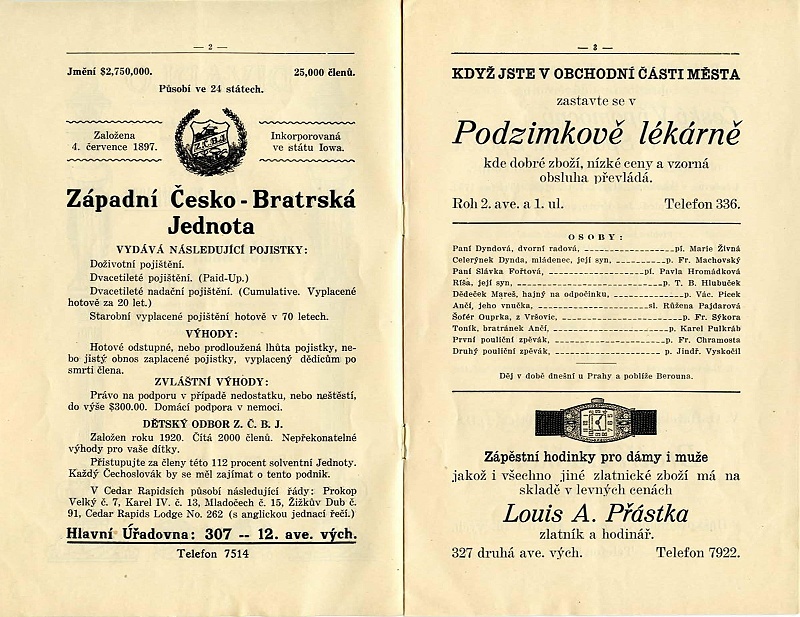 — 2 —
Jmění $2,750,000. 25,000 členů.
Působí ve 24 státech.
Založena
4. července 1897.
Z.Č.B.J.
Inkorporovaná
ve státu Iowa.
Západní Česko - Bratrská
Jednota
VYDÁVÁ NÁSLEDUJÍCÍ POJISTKY:
Doživotní pojištění.
Dvacetileté pojištění. (Paid-Up.)
Dvacetileté nadační pojištění. (Cumulative. Vyplacené
hotově za 20 let.)
Starobní vyplacené pojištění hotově v 70 letech.
VÝHODY:
Hotové odstupné, nebo prodloužená lhůta pojistky, ne-
bo jistý obnos zaplacené pojistky, vyplacený dědicům po
smrti člena.
ZVLÁŠTNÍ VÝHODY:
Právo na podporu v případě nedostatku, nebo neštěstí,
do výše $300.00. Domácí podpora v nemoci.
DĚTSKÝ ODBOR Z. Č. B. J.
Založen roku 1920. Čítá 2000 členů. Nepřekonatelné
výhody pro vaše dítky.
Přistupujte za členy této 112 procent solventní Jednoty.
Každý Čechoslovák by se měl zajímati o tento podnik.
V Cedar Rapidsích působí následující řády: Prokop
Velký č. 7, Karel IV. č. 13, Mladočech č. 15, Žižkův Dub č.
91, Cedar Rapids Lodge No. 262 (s anglickou jednací řečí.)
Hlavní Úřadovna: 307 -- 12. ave. vých.
Telefon 7514
— 3 —
KDYŽ JSTE V OBCHODNÍ ČÁSTI MĚSTA
zastavte se v
Podzimkově lékárně
kde dobré zboží, nízké ceny a vzorná
obsluha převládá.
Roh 2. ave. a 1. ul. Telefon 336.
OSOBY:
Paní Dyndová, dvorní radová, pí. Marie Živná
Celerýnek Dynda, mládenec, její syn, p. Fr. Machovský
Paní Slávka Fořtová, pí. Pavla Hromádková
Ríša, její syn, p. T. B. Hlubuček
Dědeček Mareš, hajný na odpočinku, p. Vác. Picek
Ančí, jeho vnučka, sl. Růžena Pajdarová
Šofér Cuprka, z Vršovic, p. Fr. Sýkora
Toník, bratránek Ančí, p. Karel Pulkráb
První pouliční zpěvák, p. Fr. Chramosta
Druhý pouliční zpěvák, p. Jindř. Vyskočil
Děj v době dnešní u Prahy a poblíže Berouna.
Zápěstní hodinky pro dámy i muže
jakož i všechno jiné zlatnické zboží má na
skladě v levných cenách
Louis A. Přástka
zlatník a hodinář.
327 druhá ave. vých. Telefon 7922.